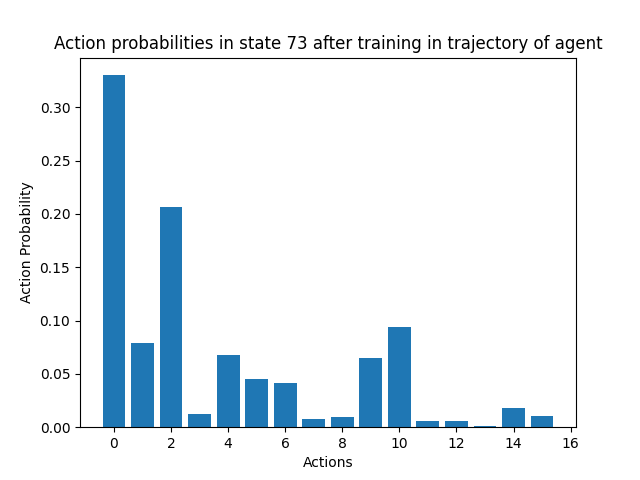 Action probabilities in state 73 after training in trajectory of agent
0.30
0.25
0.20
0.15
0.10
0.05
0.00
Action Probability
0 2 4 6 8 10 12 14 16
Actions